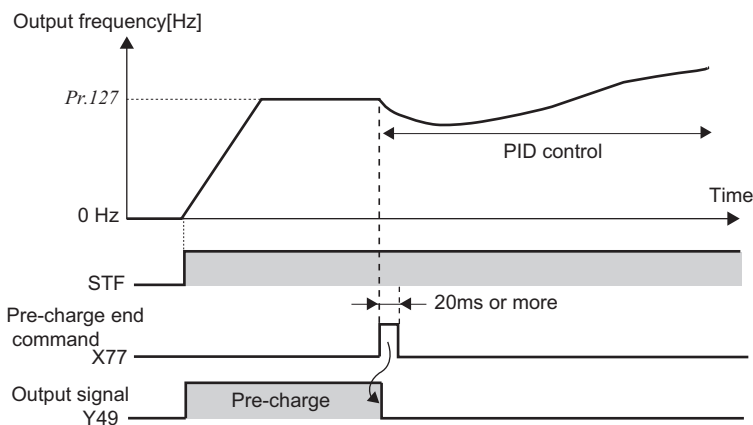 Output frequency[Hz]
Pr.127
PID control
Time
0 Hz
STF
20ms or more
Pre-charge end
command
X77
Output signal
Pre-charge
Y49